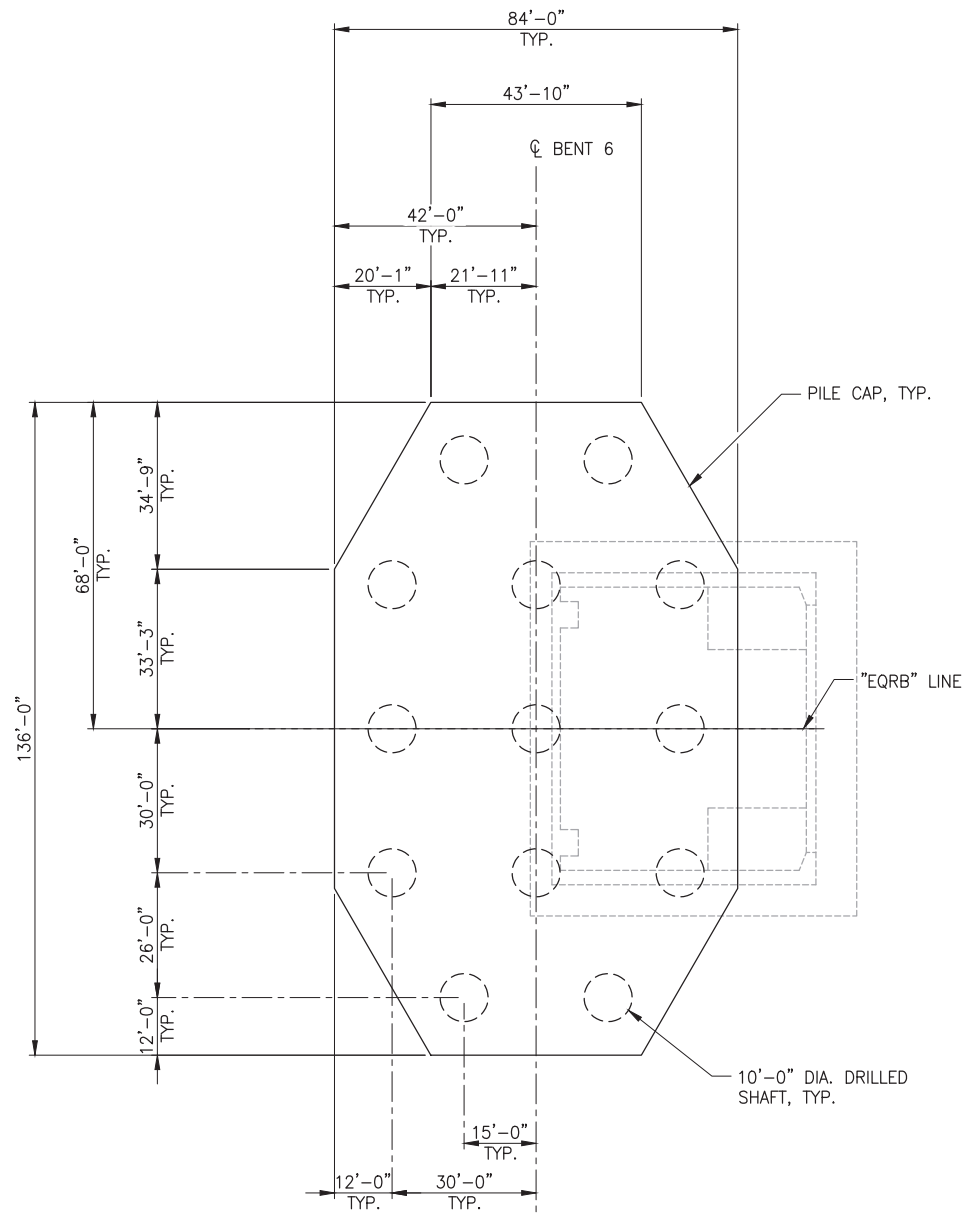 84'-0"
TYP.
43'-10"
℄ BENT 6
42'-0"
TYP.
20'-1"
TYP.
21'-11"
TYP.
PILE CAP, TYP.
34'-9"
TYP.
68'-0"
TYP.
33'-3"
TYP.
"EQRB" LINE
136'-0"
30'-0"
TYP.
26'-0"
TYP.
12'-0"
TYP.
10'-0" DIA. DRILLED
SHAFT, TYP.
15'-0"
TYP.
12'-0"
TYP.
30'-0"
TYP.